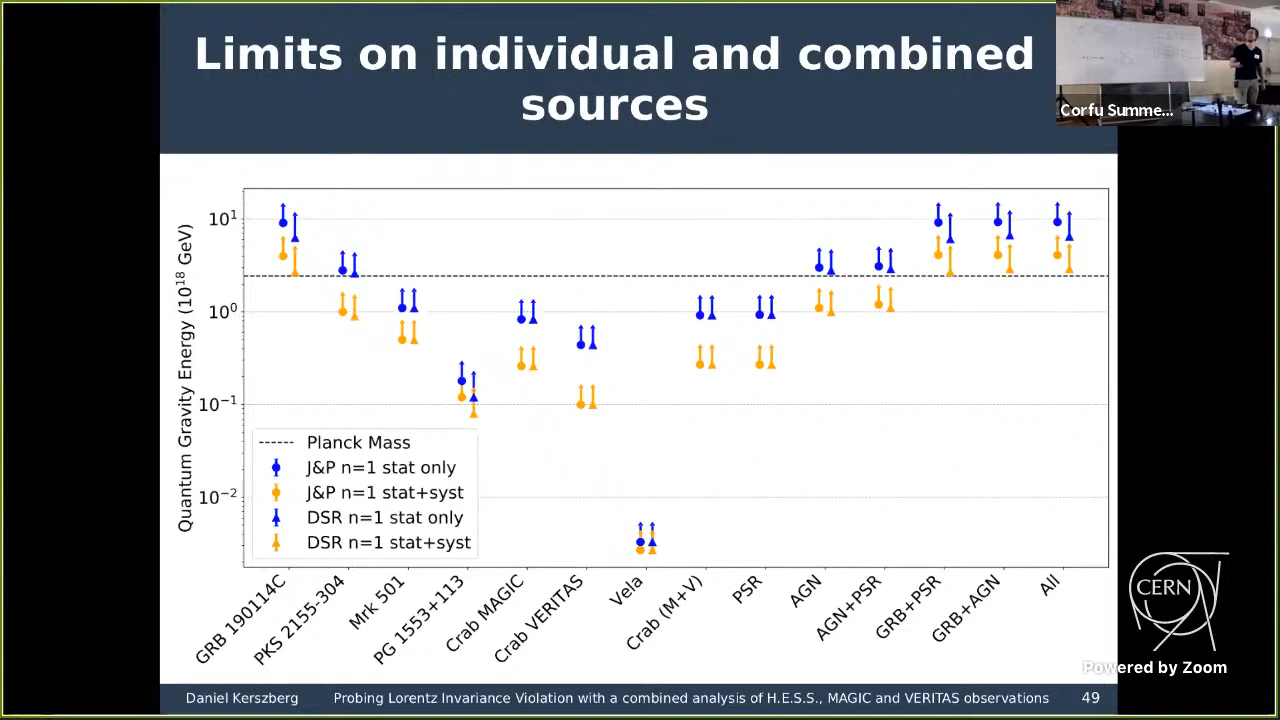 Limits on individual and combined
sources
Corfu Summe...
Quantum Gravity Energy (10¹⁸ GeV)
10¹
10⁰
10⁻¹
10⁻²
Planck Mass
J&P n=1 stat only
J&P n=1 stat+syst
DSR n=1 stat only
DSR n=1 stat+syst
GRB 190114C
PKS 2155-304
Mrk 501
PG 1553+113
Crab MAGIC
Crab VERITAS
Vela
Crab (M+V)
PSR
AGN
AGN+PSR
GRB+PSR
GRB+AGN
All
CERN
Powered by Zoom
Daniel Kerszberg
Probing Lorentz Invariance Violation with a combined analysis of H.E.S.S., MAGIC and VERITAS observations
49